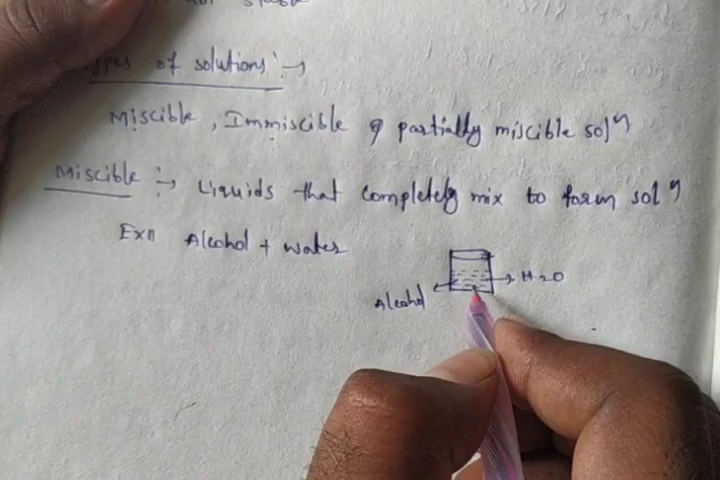 of solutions :→
Miscible, Immiscible & partially miscible solⁿ
Miscible :→ Liquids that completely mix to form solⁿ
Ex:: Alcohol + water
Alcohol H2O